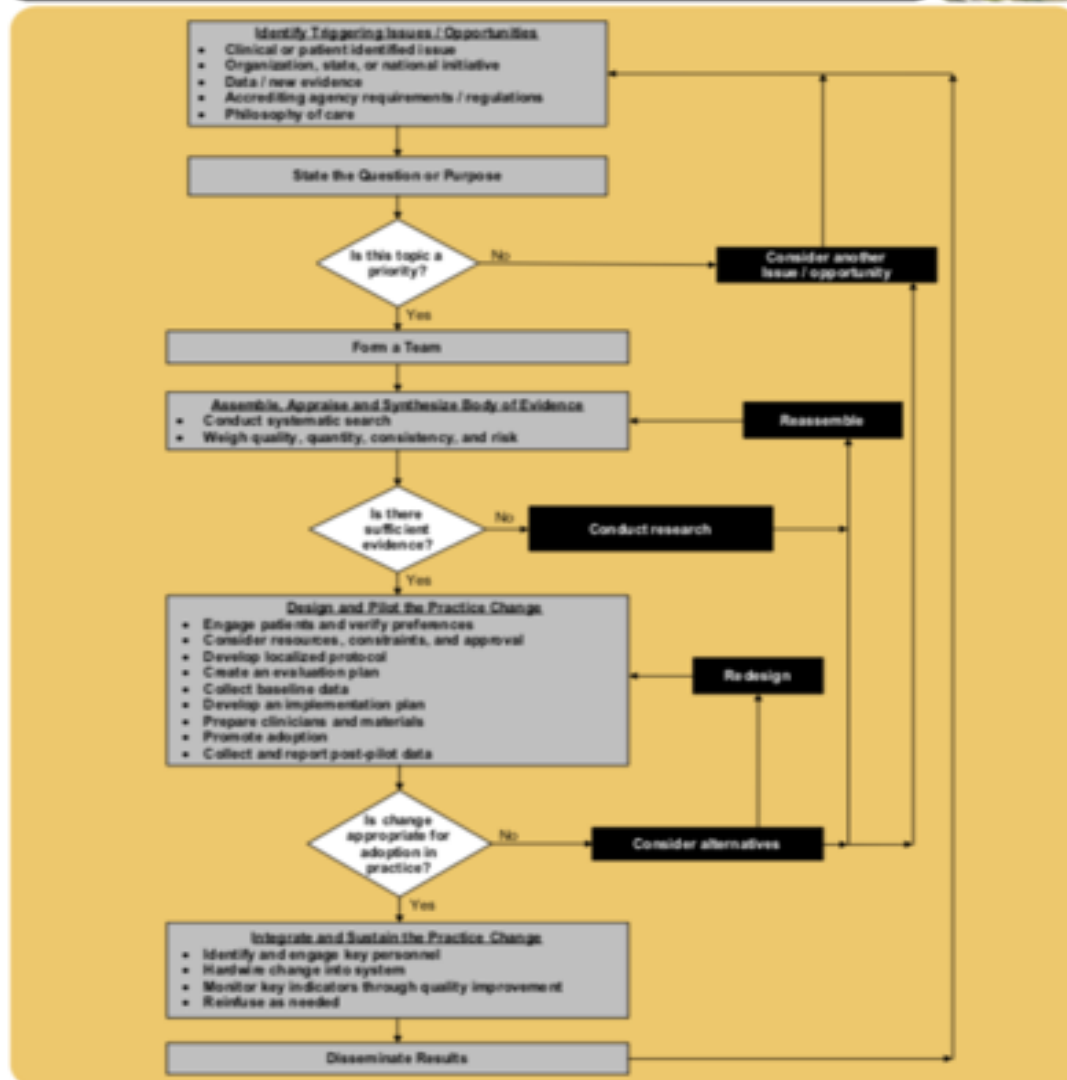 Identify Triggering Issues / Opportunities
• Clinical or patient identified issue
• Organization, state, or national initiative
• Data / new evidence
• Accrediting agency requirements / regulations
• Philosophy of care
State the Question or Purpose
Is this topic a
priority?
No
Consider another
Issue / opportunity
Yes
Form a Team
Assemble, Appraise and Synthesize Body of Evidence
• Conduct systematic search
• Weigh quality, quantity, consistency, and risk
Reassemble
Is there
sufficient
evidence?
No
Conduct research
Yes
Design and Pilot the Practice Change
• Engage patients and verify preferences
• Consider resources, constraints, and approval
• Develop localized protocol
• Create an evaluation plan
• Collect baseline data
• Develop an implementation plan
• Prepare clinicians and materials
• Promote adoption
• Collect and report post-pilot data
Redesign
Is change
appropriate for
adoption in
practice?
No
Consider alternatives
Yes
Integrate and Sustain the Practice Change
• Identify and engage key personnel
• Hardwire change into system
• Monitor key indicators through quality improvement
• Reinfuse as needed
Disseminate Results